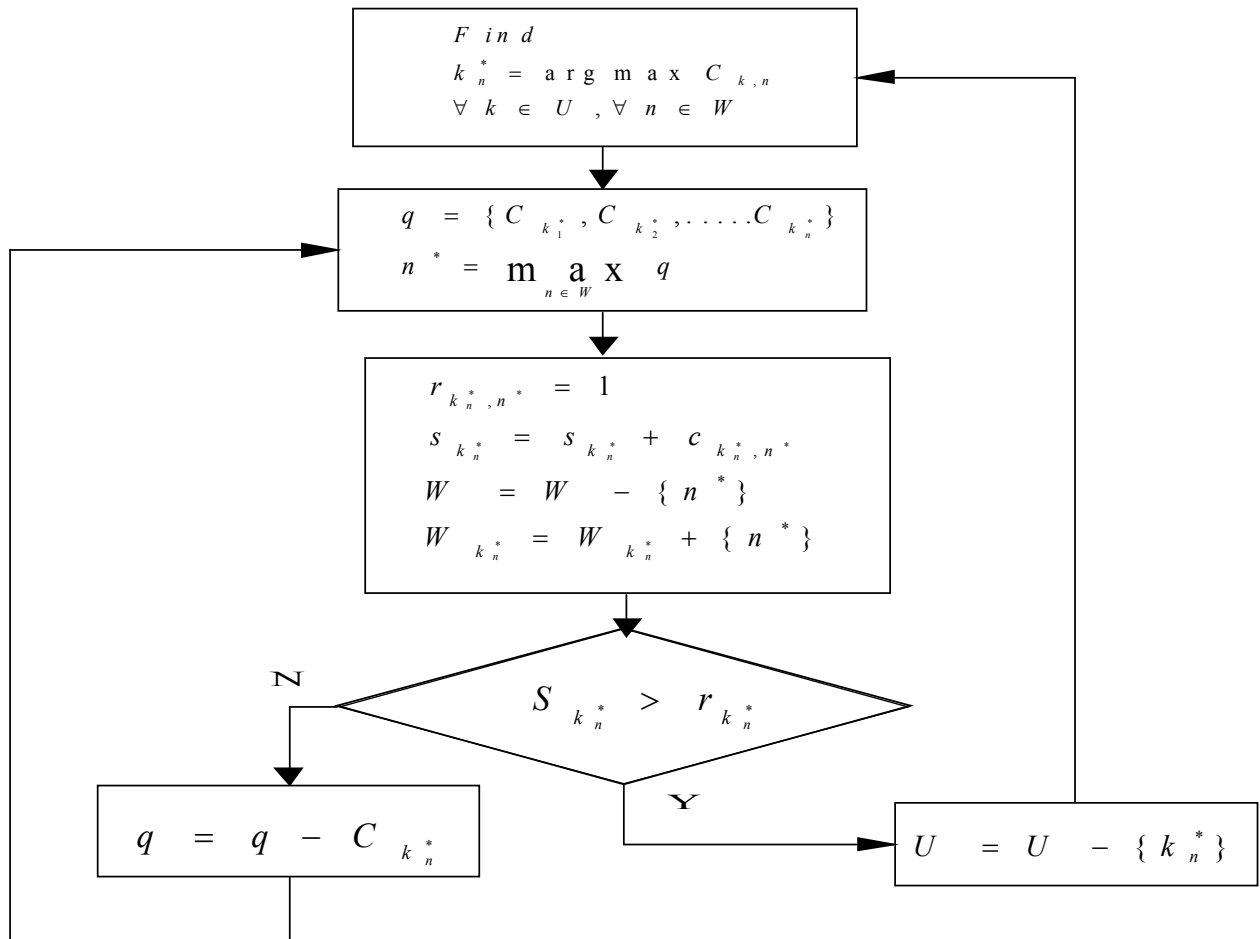 Find
k_n^* = arg max C_{k,n}
∀ k ∈ U , ∀ n ∈ W
q = { C_{k_1^*} , C_{k_2^*} , . . . . . C_{k_n^*} }
n^* = max_{n ∈ W} q
r_{k_n^*, n^*} = 1
s_{k_n^*} = s_{k_n^*} + c_{k_n^*, n^*}
W = W - { n^* }
W_{k_n^*} = W_{k_n^*} + { n^* }
N
S_{k_n^*} > r_{k_n^*}
Y
q = q - C_{k_n^*}
U = U - { k_n^* }